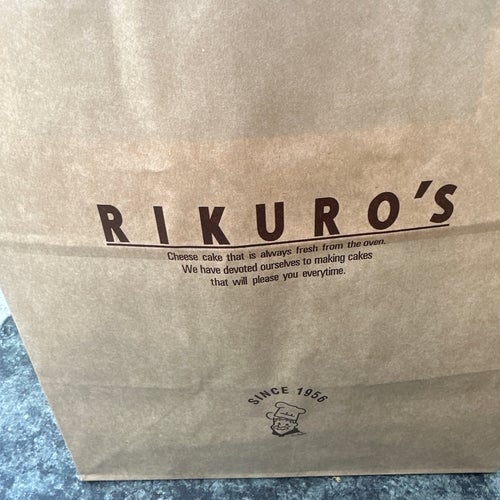 RIKURO'S
Cheese cake that is always fresh from the oven.
We have devoted ourselves to making cakes
that will please you everytime.
SINCE 1956